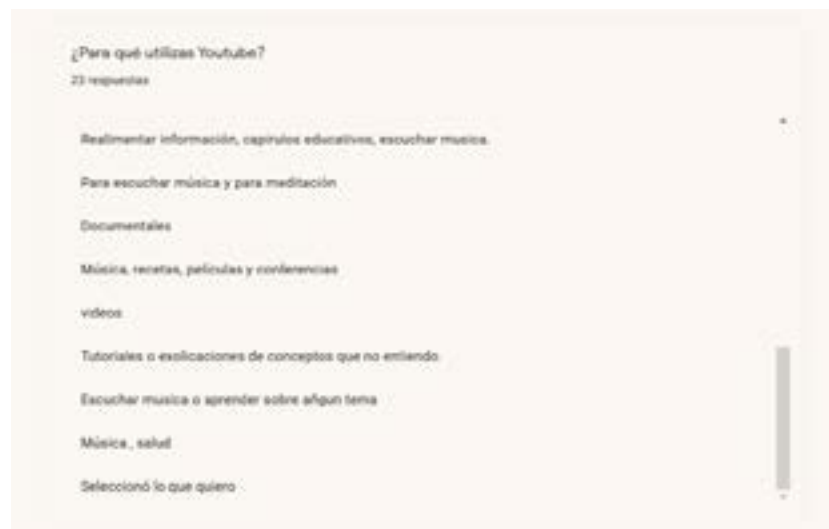 ¿Para qué utilizas Youtube?
23 respuestas
Realimentar información, capirulos educativos, escuchar musica.
Para escuchar música y para meditación
Documentales
Música, recetas, películas y conferencias
videos
Tutoriales o exolicaciones de conceptos que no entiendo
Escuchar musica o aprender sobre añgun tema
Música , salud
Seleccionó lo que quiero